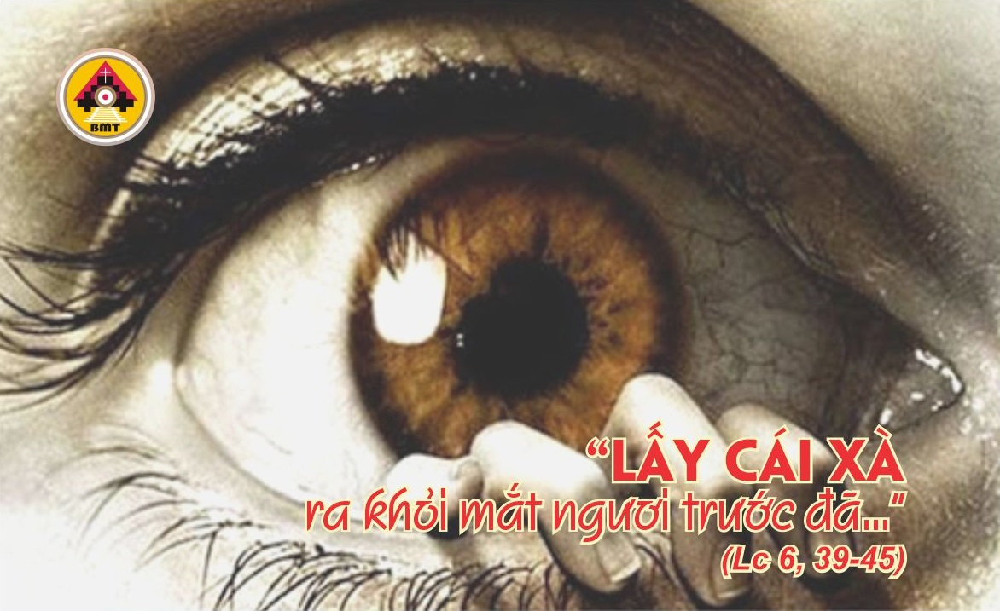 BMT
“LẤY CÁI XÀ
ra khỏi mắt ngươi trước đã..."
(Lc 6, 39-45)